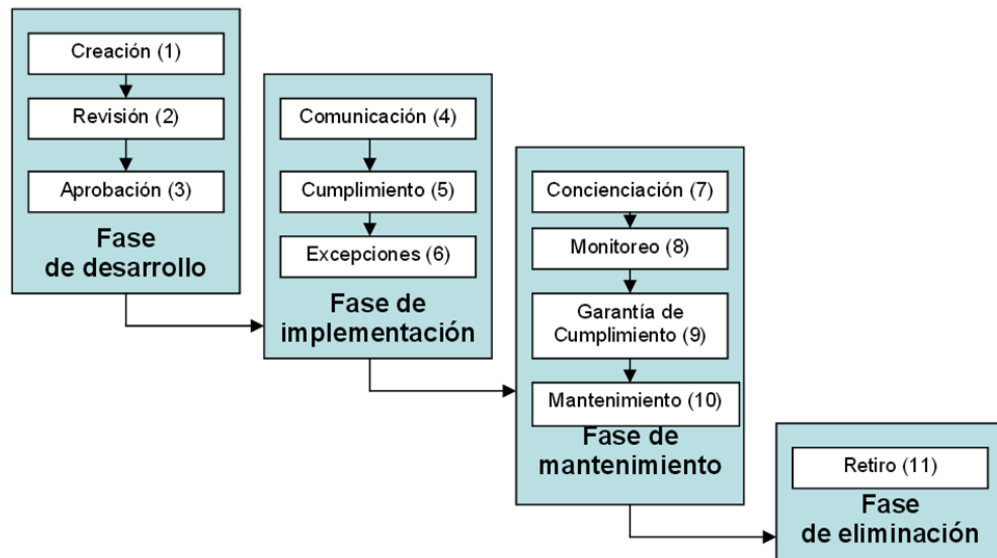 Creación (1)
Revisión (2)
Aprobación (3)
Fase
de desarrollo
Comunicación (4)
Cumplimiento (5)
Excepciones (6)
Fase de
implementación
Concienciación (7)
Monitoreo (8)
Garantía de
Cumplimiento (9)
Mantenimiento (10)
Fase de
mantenimiento
Retiro (11)
Fase
de eliminación